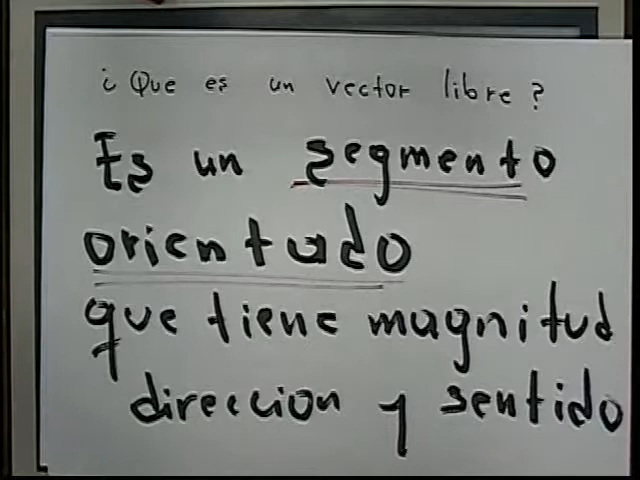 ¿Que es un vector libre?
Es un segmento
orientado
que tiene magnitud
direccion y sentido